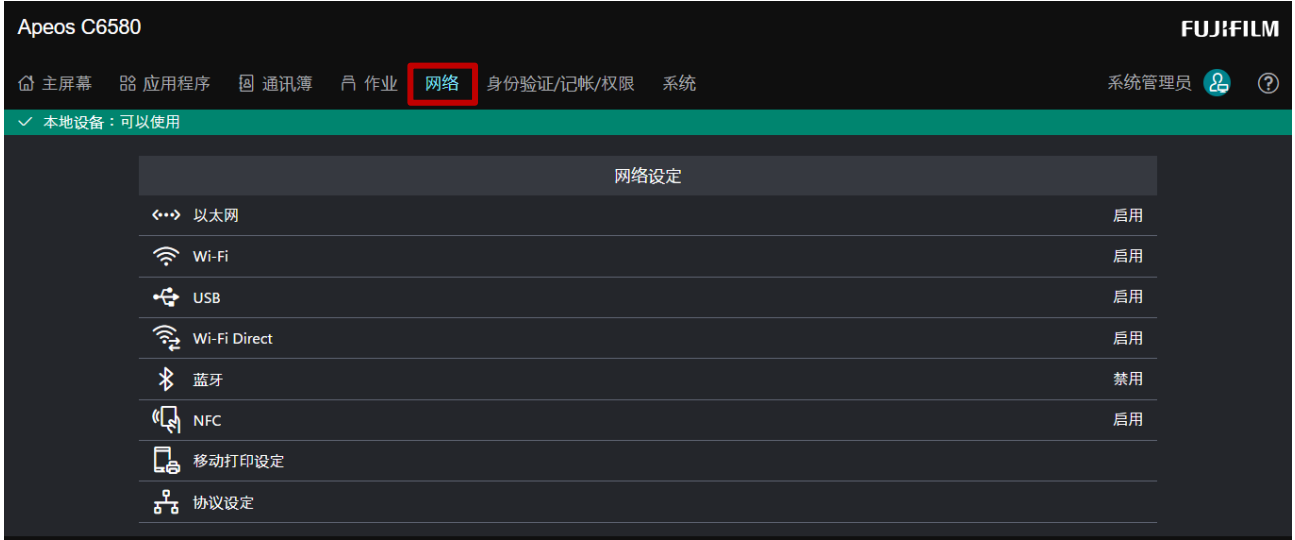 Apeos C6580 FUJIFILM
主屏幕 应用程序 通讯簿 作业 网络 身份验证/记帐/权限 系统 系统管理员
本地设备：可以使用
网络设定
以太网 启用
Wi-Fi 启用
USB 启用
Wi-Fi Direct 启用
蓝牙 禁用
NFC 启用
移动打印设定
协议设定